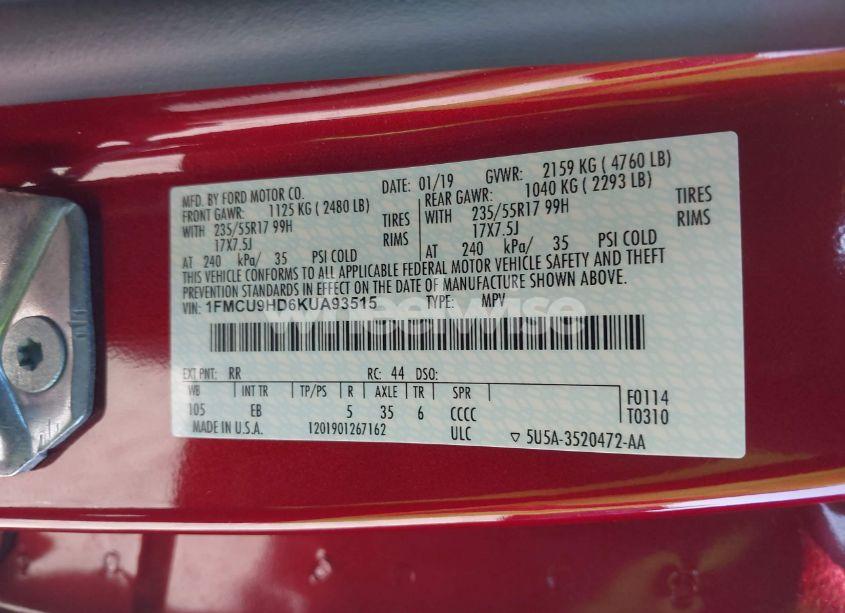 MFD. BY FORD MOTOR CO.
DATE: 01/19 GVWR: 2159 KG ( 4760 LB)
FRONT GAWR: 1125 KG ( 2480 LB)
WITH 235/55R17 99H TIRES
17X7.5J RIMS
AT 240 kPa/ 35 PSI COLD
REAR GAWR: 1040 KG ( 2293 LB)
WITH 235/55R17 99H TIRES
17X7.5J RIMS
AT 240 kPa/ 35 PSI COLD
THIS VEHICLE CONFORMS TO ALL APPLICABLE FEDERAL MOTOR VEHICLE SAFETY AND THEFT
PREVENTION STANDARDS IN EFFECT ON THE DATE OF MANUFACTURE SHOWN ABOVE.
VIN: 1FMCU9HD6KUA93515 TYPE: MPV
wheelwise
EXT PNT: RR RC: 44 DSO:
WB INT TR TP/PS R AXLE TR SPR
105 EB 5 35 6 CCCC
F0114
T0310
MADE IN U.S.A. 1201901267162 ULC ▽ 5U5A-3520472-AA